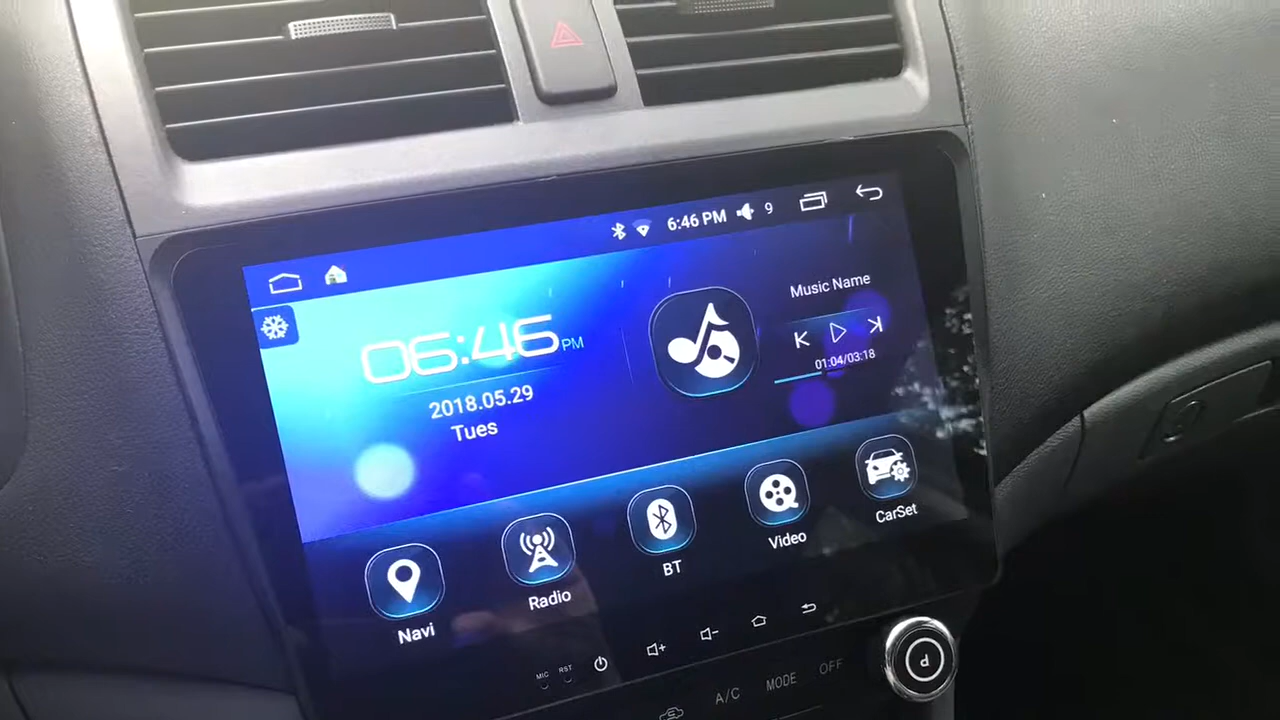 6:46 PM 9
06:46 PM
2018.05.29
Tues
Music Name
01:04/03:18
Navi
Radio
BT
Video
CarSet
MIC
RST
A/C
MODE
OFF
P